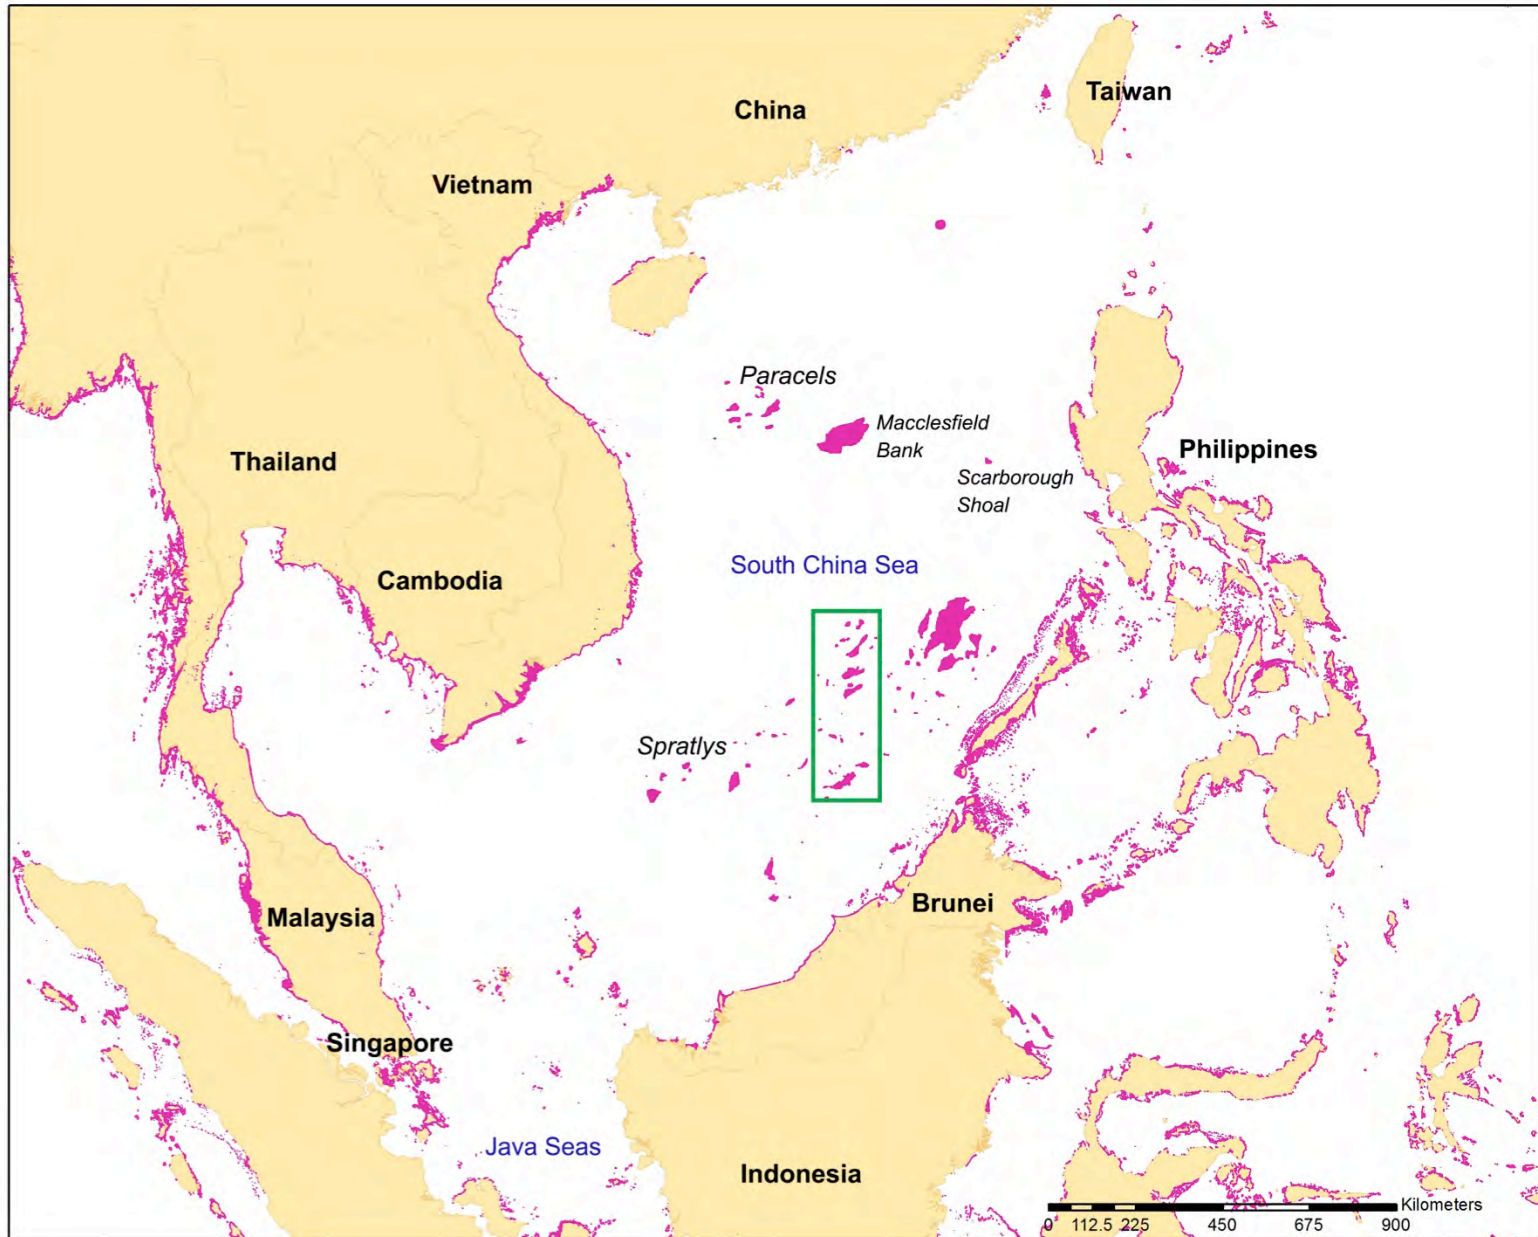 China
Taiwan
Vietnam
Paracels
Macclesfield
Bank
Philippines
Thailand
Scarborough
Shoal
South China Sea
Cambodia
Spratlys
Brunei
Malaysia
Singapore
Java Seas
Indonesia
Kilometers
0 112.5 225 450 675 900